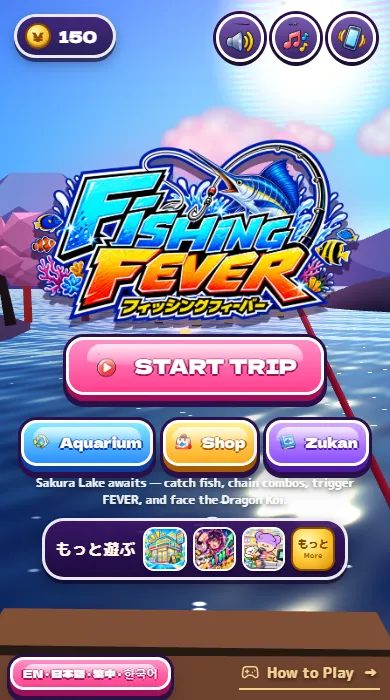 150
FISHING
FEVER
フィッシングフィーバー
START TRIP
Aquarium
Shop
Zukan
Sakura Lake awaits — catch fish, chain combos, trigger
FEVER, and face the Dragon Koi.
もっと遊ぶ
もっと
More
EN・日本語・繁中・한국어
How to Play →